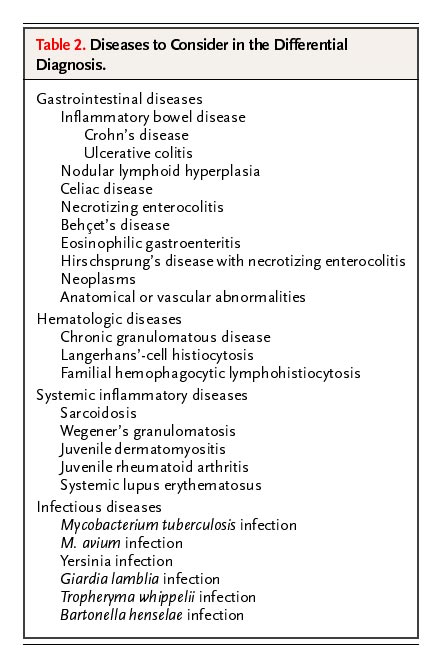 Table 2. Diseases to Consider in the Differential
Diagnosis.
Gastrointestinal diseases
Inflammatory bowel disease
Crohn's disease
Ulcerative colitis
Nodular lymphoid hyperplasia
Celiac disease
Necrotizing enterocolitis
Behçet's disease
Eosinophilic gastroenteritis
Hirschsprung's disease with necrotizing enterocolitis
Neoplasms
Anatomical or vascular abnormalities
Hematologic diseases
Chronic granulomatous disease
Langerhans'-cell histiocytosis
Familial hemophagocytic lymphohistiocytosis
Systemic inflammatory diseases
Sarcoidosis
Wegener's granulomatosis
Juvenile dermatomyositis
Juvenile rheumatoid arthritis
Systemic lupus erythematosus
Infectious diseases
Mycobacterium tuberculosis infection
M. avium infection
Yersinia infection
Giardia lamblia infection
Tropheryma whippelii infection
Bartonella henselae infection